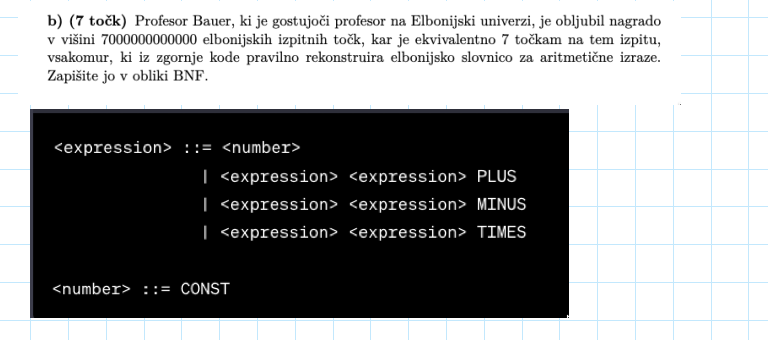 b) (7 točk) Profesor Bauer, ki je gostujoči profesor na Elbonijski univerzi, je obljubil nagrado
v višini 7000000000000 elbonijskih izpitnih točk, kar je ekvivalentno 7 točkam na tem izpitu,
vsakomur, ki iz zgornje kode pravilno rekonstruira elbonijsko slovnico za aritmetične izraze.
Zapišite jo v obliki BNF.
<expression> ::= <number>
| <expression> <expression> PLUS
| <expression> <expression> MINUS
| <expression> <expression> TIMES
<number> ::= CONST